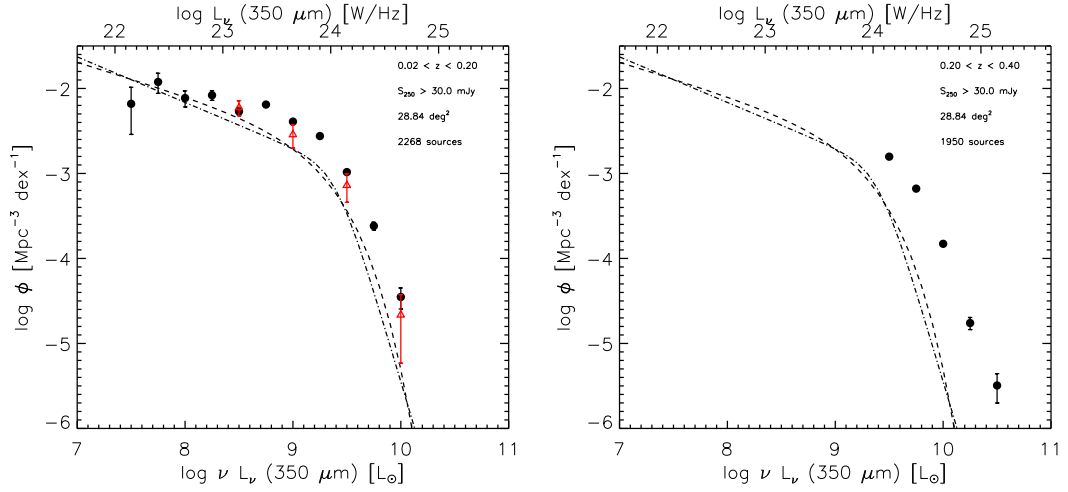 log L_ν (350 μm) [W/Hz]
22 23 24 25
0.02 < z < 0.20
S_250 > 30.0 mJy
28.84 deg^2
2268 sources
log φ [Mpc^-3 dex^-1]
-2
-3
-4
-5
-6
7 8 9 10 11
log ν L_ν (350 μm) [L_⊙]
log L_ν (350 μm) [W/Hz]
22 23 24 25
0.20 < z < 0.40
S_250 > 30.0 mJy
28.84 deg^2
1950 sources
log φ [Mpc^-3 dex^-1]
-2
-3
-4
-5
-6
7 8 9 10 11
log ν L_ν (350 μm) [L_⊙]